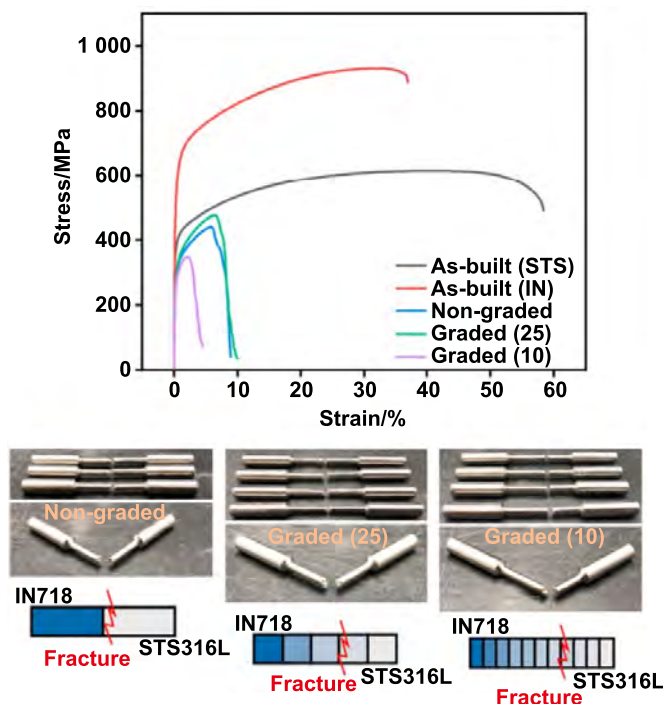 1 000
800
600
400
200
0
Stress/MPa
0 10 20 30 40 50 60
Strain/%
As-built (STS)
As-built (IN)
Non-graded
Graded (25)
Graded (10)
Non-graded
Graded (25)
Graded (10)
IN718
STS316L
Fracture
IN718
STS316L
Fracture
IN718
STS316L
Fracture